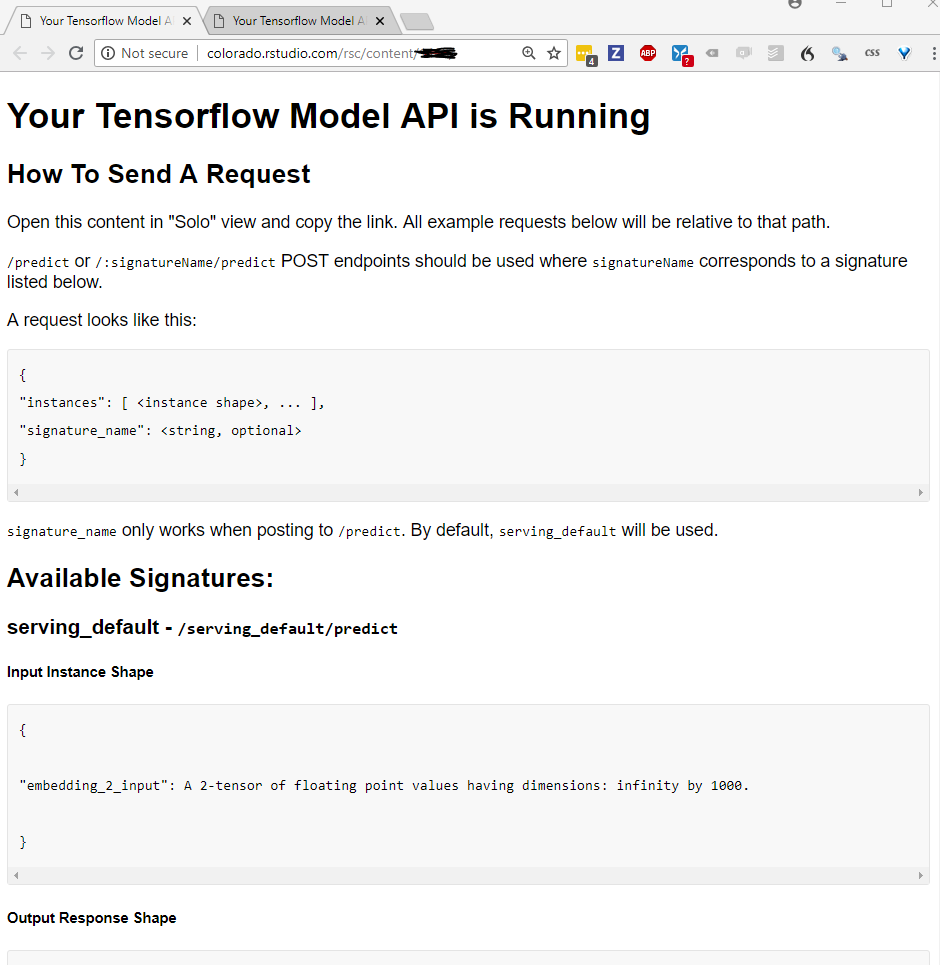 Your Tensorflow Model A
Your Tensorflow Model A
Not secure
colorado.rstudio.com/rsc/content/
4
Z
ABP
?
CSS
Your Tensorflow Model API is Running
How To Send A Request
Open this content in "Solo" view and copy the link. All example requests below will be relative to that path.
/predict or /:signatureName/predict POST endpoints should be used where signatureName corresponds to a signature
listed below.
A request looks like this:
{
"instances": [ <instance shape>, ... ],
"signature_name": <string, optional>
}
signature_name only works when posting to /predict. By default, serving_default will be used.
Available Signatures:
serving_default - /serving_default/predict
Input Instance Shape
{
"embedding_2_input": A 2-tensor of floating point values having dimensions: infinity by 1000.
}
Output Response Shape